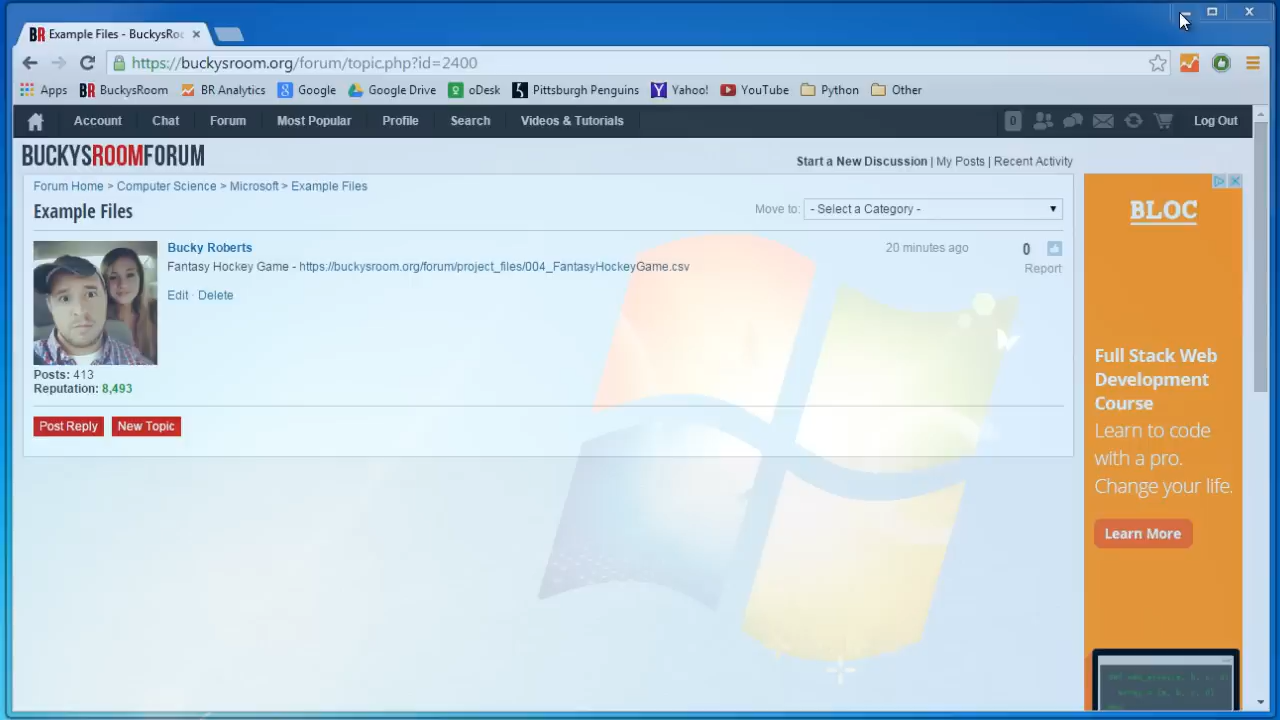 BR Example Files - BuckysRoo
https://buckysroom.org/forum/topic.php?id=2400
Apps BR BuckysRoom BR Analytics Google Google Drive oDesk Pittsburgh Penguins Yahoo! YouTube Python Other
Account Chat Forum Most Popular Profile Search Videos & Tutorials 0 Log Out
BUCKYSROOMFORUM
Start a New Discussion | My Posts | Recent Activity
Forum Home > Computer Science > Microsoft > Example Files
Example Files
Move to: - Select a Category -
Bucky Roberts
20 minutes ago
0
Fantasy Hockey Game - https://buckysroom.org/forum/project_files/004_FantasyHockeyGame.csv
Report
Edit · Delete
Posts: 413
Reputation: 8,493
Post Reply New Topic
BLOC
Full Stack Web
Development
Course
Learn to code
with a pro.
Change your life.
Learn More